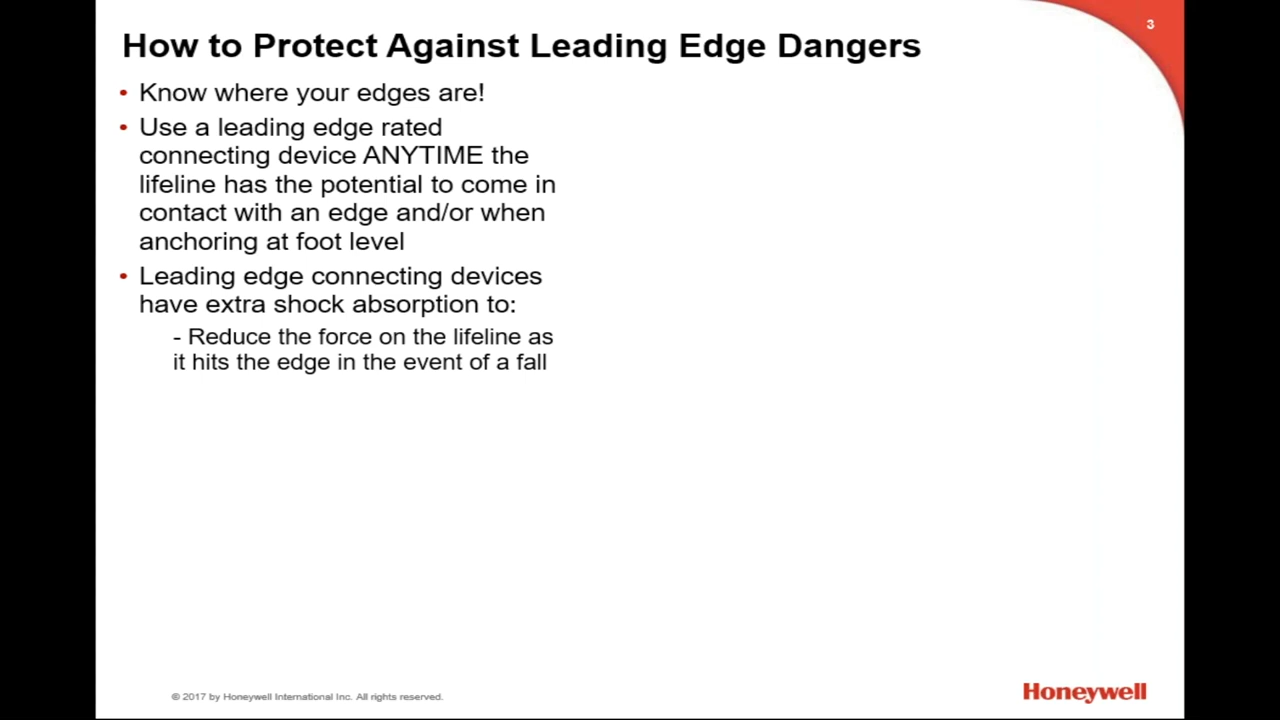 3
How to Protect Against Leading Edge Dangers
• Know where your edges are!
• Use a leading edge rated
connecting device ANYTIME the
lifeline has the potential to come in
contact with an edge and/or when
anchoring at foot level
• Leading edge connecting devices
have extra shock absorption to:
- Reduce the force on the lifeline as
it hits the edge in the event of a fall
© 2017 by Honeywell International Inc. All rights reserved.
Honeywell